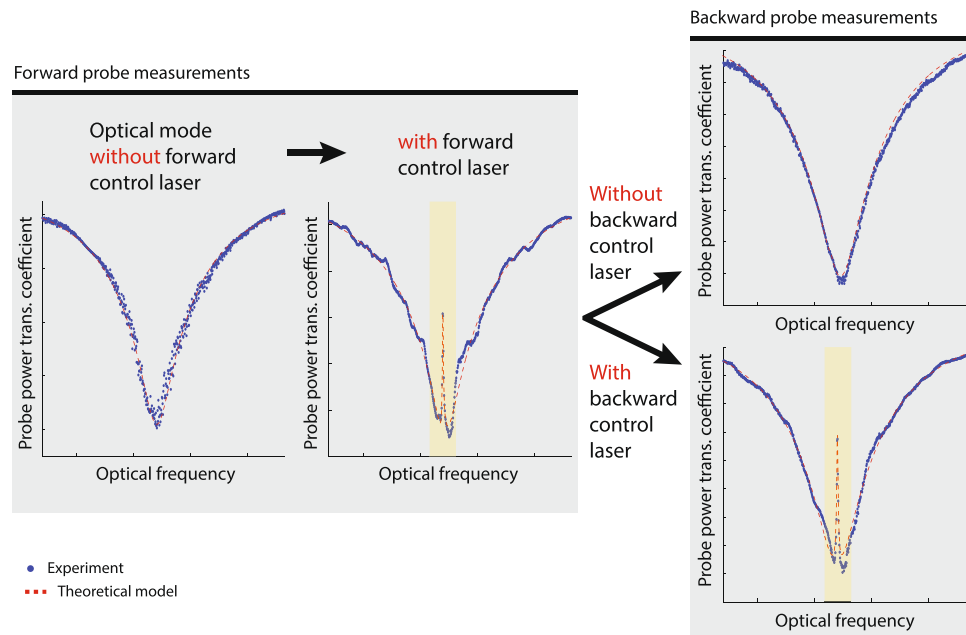 Forward probe measurements
Optical mode
without forward
control laser
with forward
control laser
Probe power trans. coefficient
Optical frequency
Probe power trans. coefficient
Optical frequency
Experiment
Theoretical model
Without
backward
control
laser
With
backward
control
laser
Backward probe measurements
Probe power trans. coefficient
Optical frequency
Probe power trans. coefficient
Optical frequency